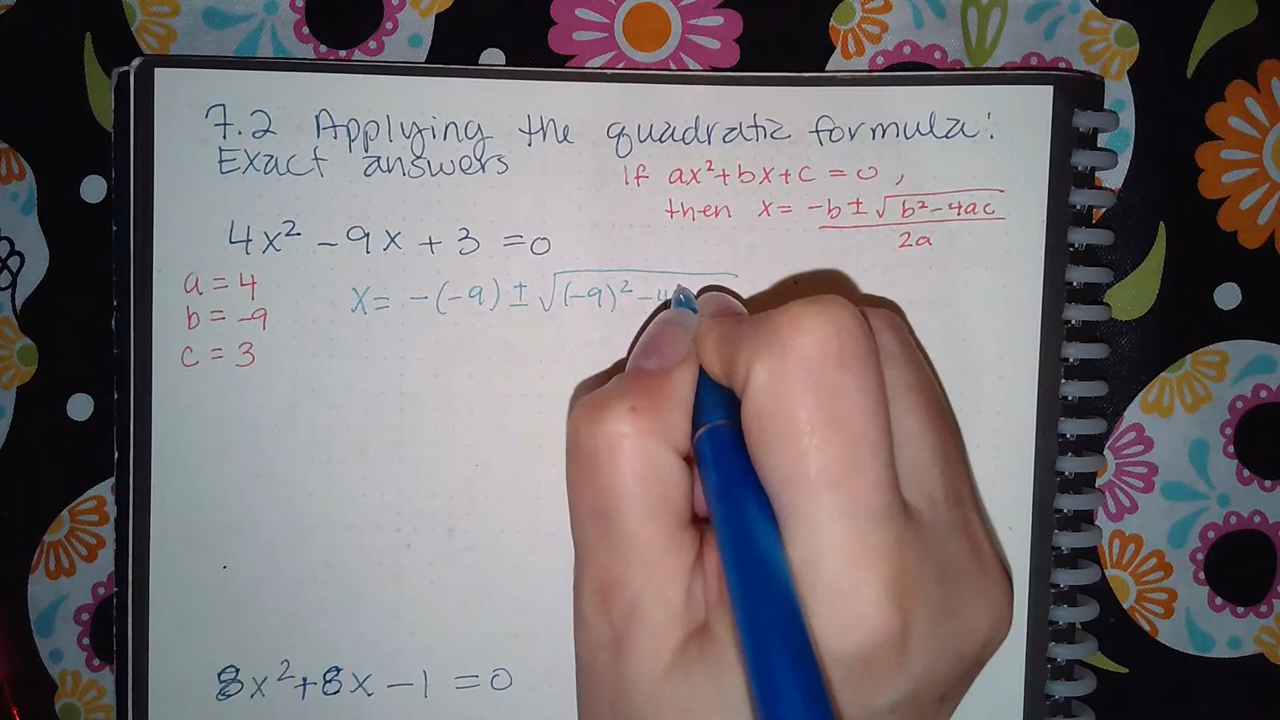 7.2 Applying the quadratic formula:
Exact answers
If ax²+bx+c=0,
then x = -b ± √b²-4ac
2a
4x² - 9x + 3 = 0
a = 4
b = -9
c = 3
x = -(-9) ± √(-9)² - 4
8x²+8x-1 = 0